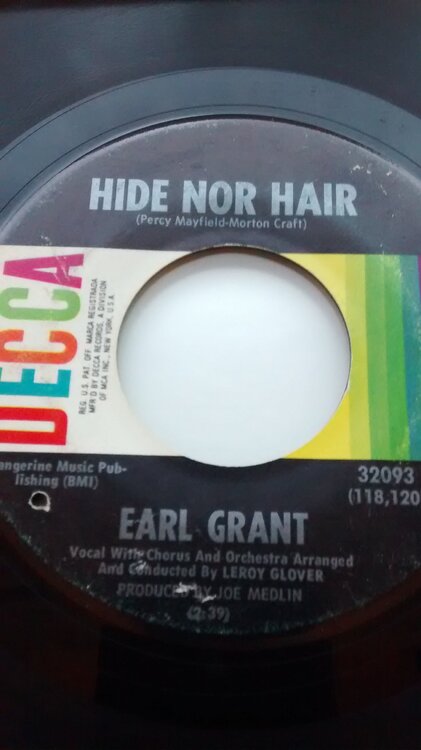 HIDE NOR HAIR
(Percy Mayfield-Morton Craft)
DECCA
REG. U.S. PAT. OFF. MARCA REGISTRADA
MFR'D BY DECCA RECORDS, A DIVISION
OF MCA INC., NEW YORK, U.S.A.
angerine Music Pub-
lishing (BMI)
32093
(118,120
EARL GRANT
Vocal With Chorus And Orchestra Arranged
And Conducted By LEROY GLOVER
PRODUCED BY JOE MEDLIN
(2:39)